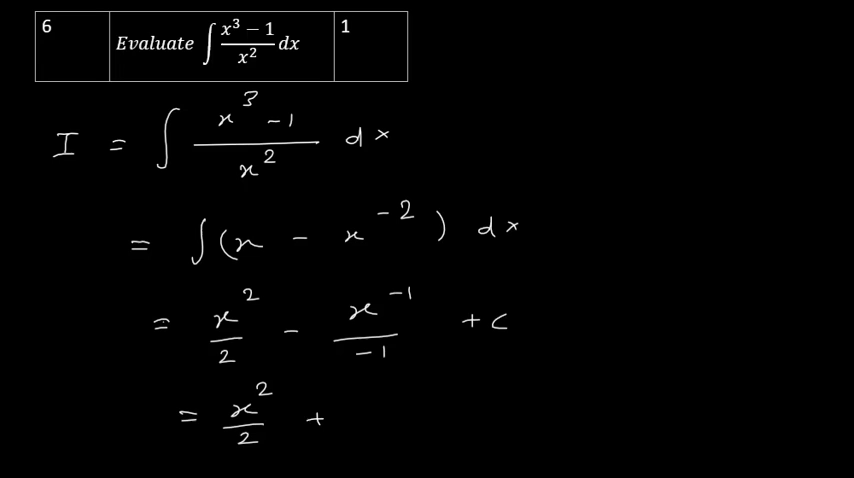 6 Evaluate ∫ (x³ − 1)/x² dx 1
I = ∫ (x³ − 1)/x² dx
= ∫ (x − x⁻²) dx
= x²/2 − x⁻¹/−1 + c
= x²/2 +